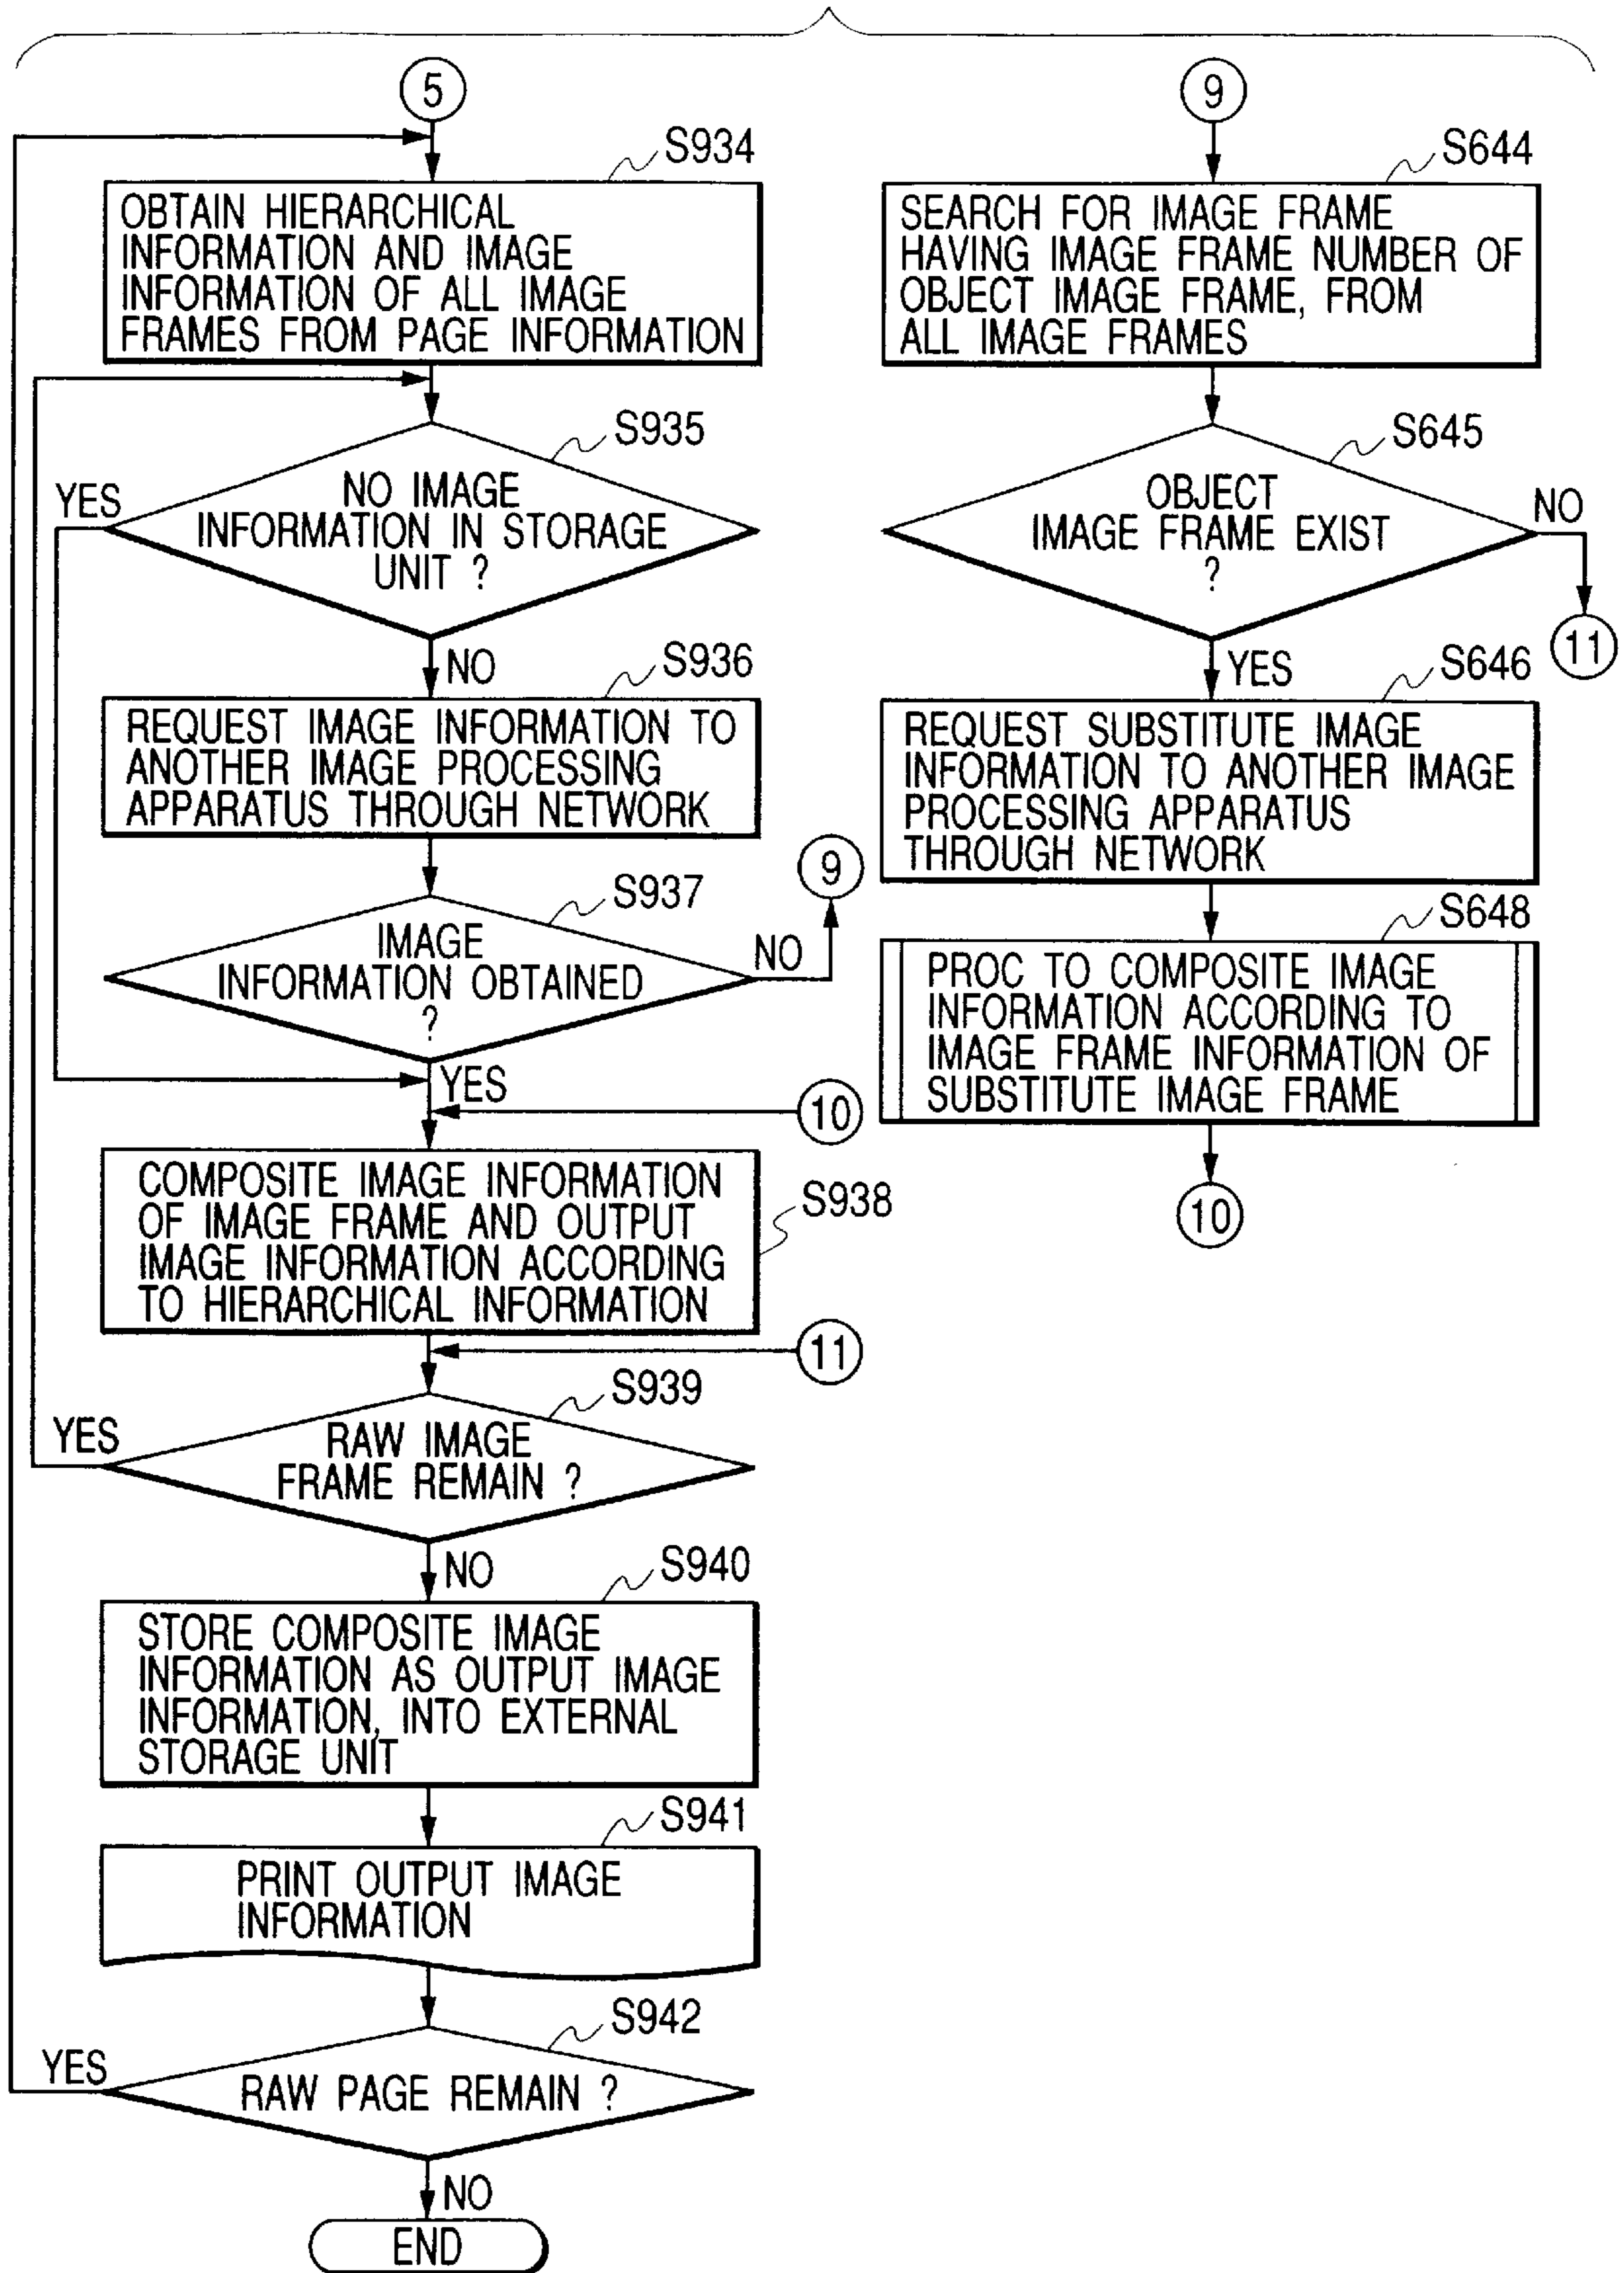 5
S934
OBTAIN HIERARCHICAL
INFORMATION AND IMAGE
INFORMATION OF ALL IMAGE
FRAMES FROM PAGE INFORMATION
S935
NO IMAGE
INFORMATION IN STORAGE
UNIT ?
YES
NO
S936
REQUEST IMAGE INFORMATION TO
ANOTHER IMAGE PROCESSING
APPARATUS THROUGH NETWORK
S937
IMAGE
INFORMATION OBTAINED
?
NO
9
YES
10
S938
COMPOSITE IMAGE INFORMATION
OF IMAGE FRAME AND OUTPUT
IMAGE INFORMATION ACCORDING
TO HIERARCHICAL INFORMATION
11
S939
RAW IMAGE
FRAME REMAIN ?
YES
NO
S940
STORE COMPOSITE IMAGE
INFORMATION AS OUTPUT IMAGE
INFORMATION, INTO EXTERNAL
STORAGE UNIT
S941
PRINT OUTPUT IMAGE
INFORMATION
S942
RAW PAGE REMAIN ?
YES
NO
END
9
S644
SEARCH FOR IMAGE FRAME
HAVING IMAGE FRAME NUMBER OF
OBJECT IMAGE FRAME, FROM
ALL IMAGE FRAMES
S645
OBJECT
IMAGE FRAME EXIST
?
NO
11
YES
S646
REQUEST SUBSTITUTE IMAGE
INFORMATION TO ANOTHER IMAGE
PROCESSING APPARATUS
THROUGH NETWORK
S648
PROC TO COMPOSITE IMAGE
INFORMATION ACCORDING TO
IMAGE FRAME INFORMATION OF
SUBSTITUTE IMAGE FRAME
10